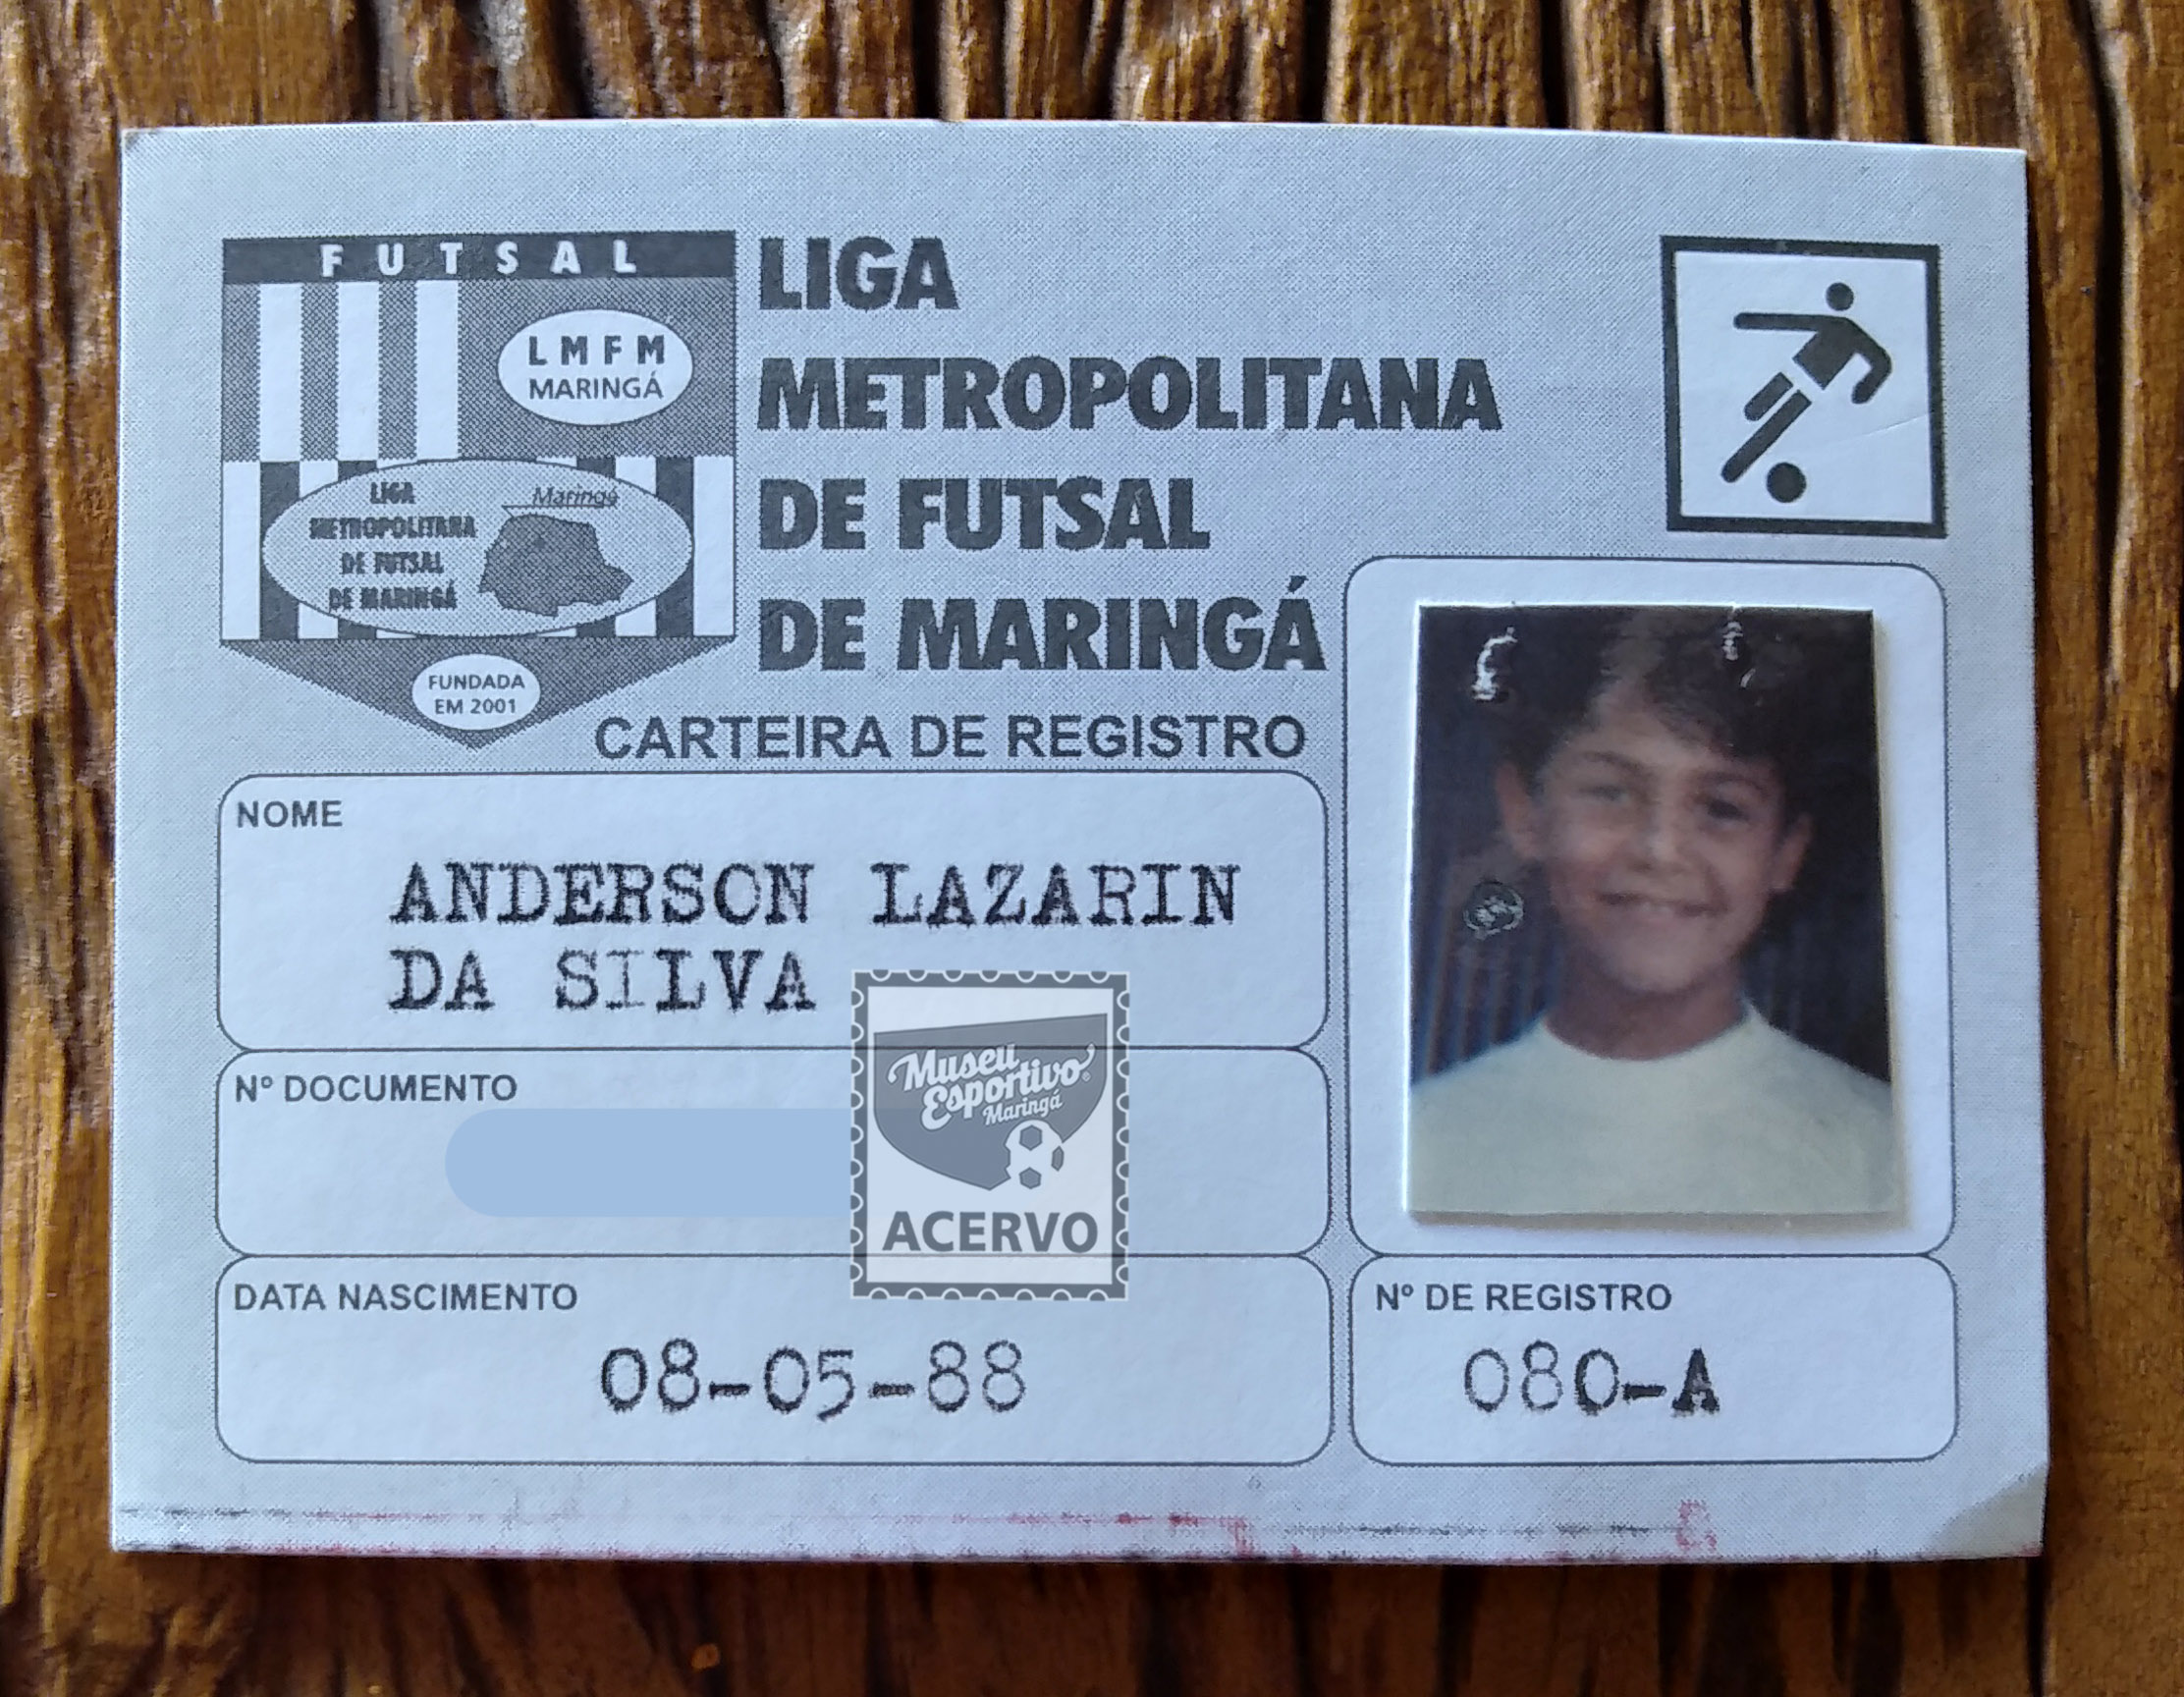 FUTSAL
LMFM
MARINGÁ
LIGA
METROPOLITANA
DE FUTSAL
DE MARINGÁ
Maringá
FUNDADA
EM 2001
LIGA
METROPOLITANA
DE FUTSAL
DE MARINGÁ
CARTEIRA DE REGISTRO
NOME
ANDERSON LAZARIN
DA SILVA
Nº DOCUMENTO
Museu
Esportivo
Maringá
ACERVO
DATA NASCIMENTO
08-05-88
Nº DE REGISTRO
080-A